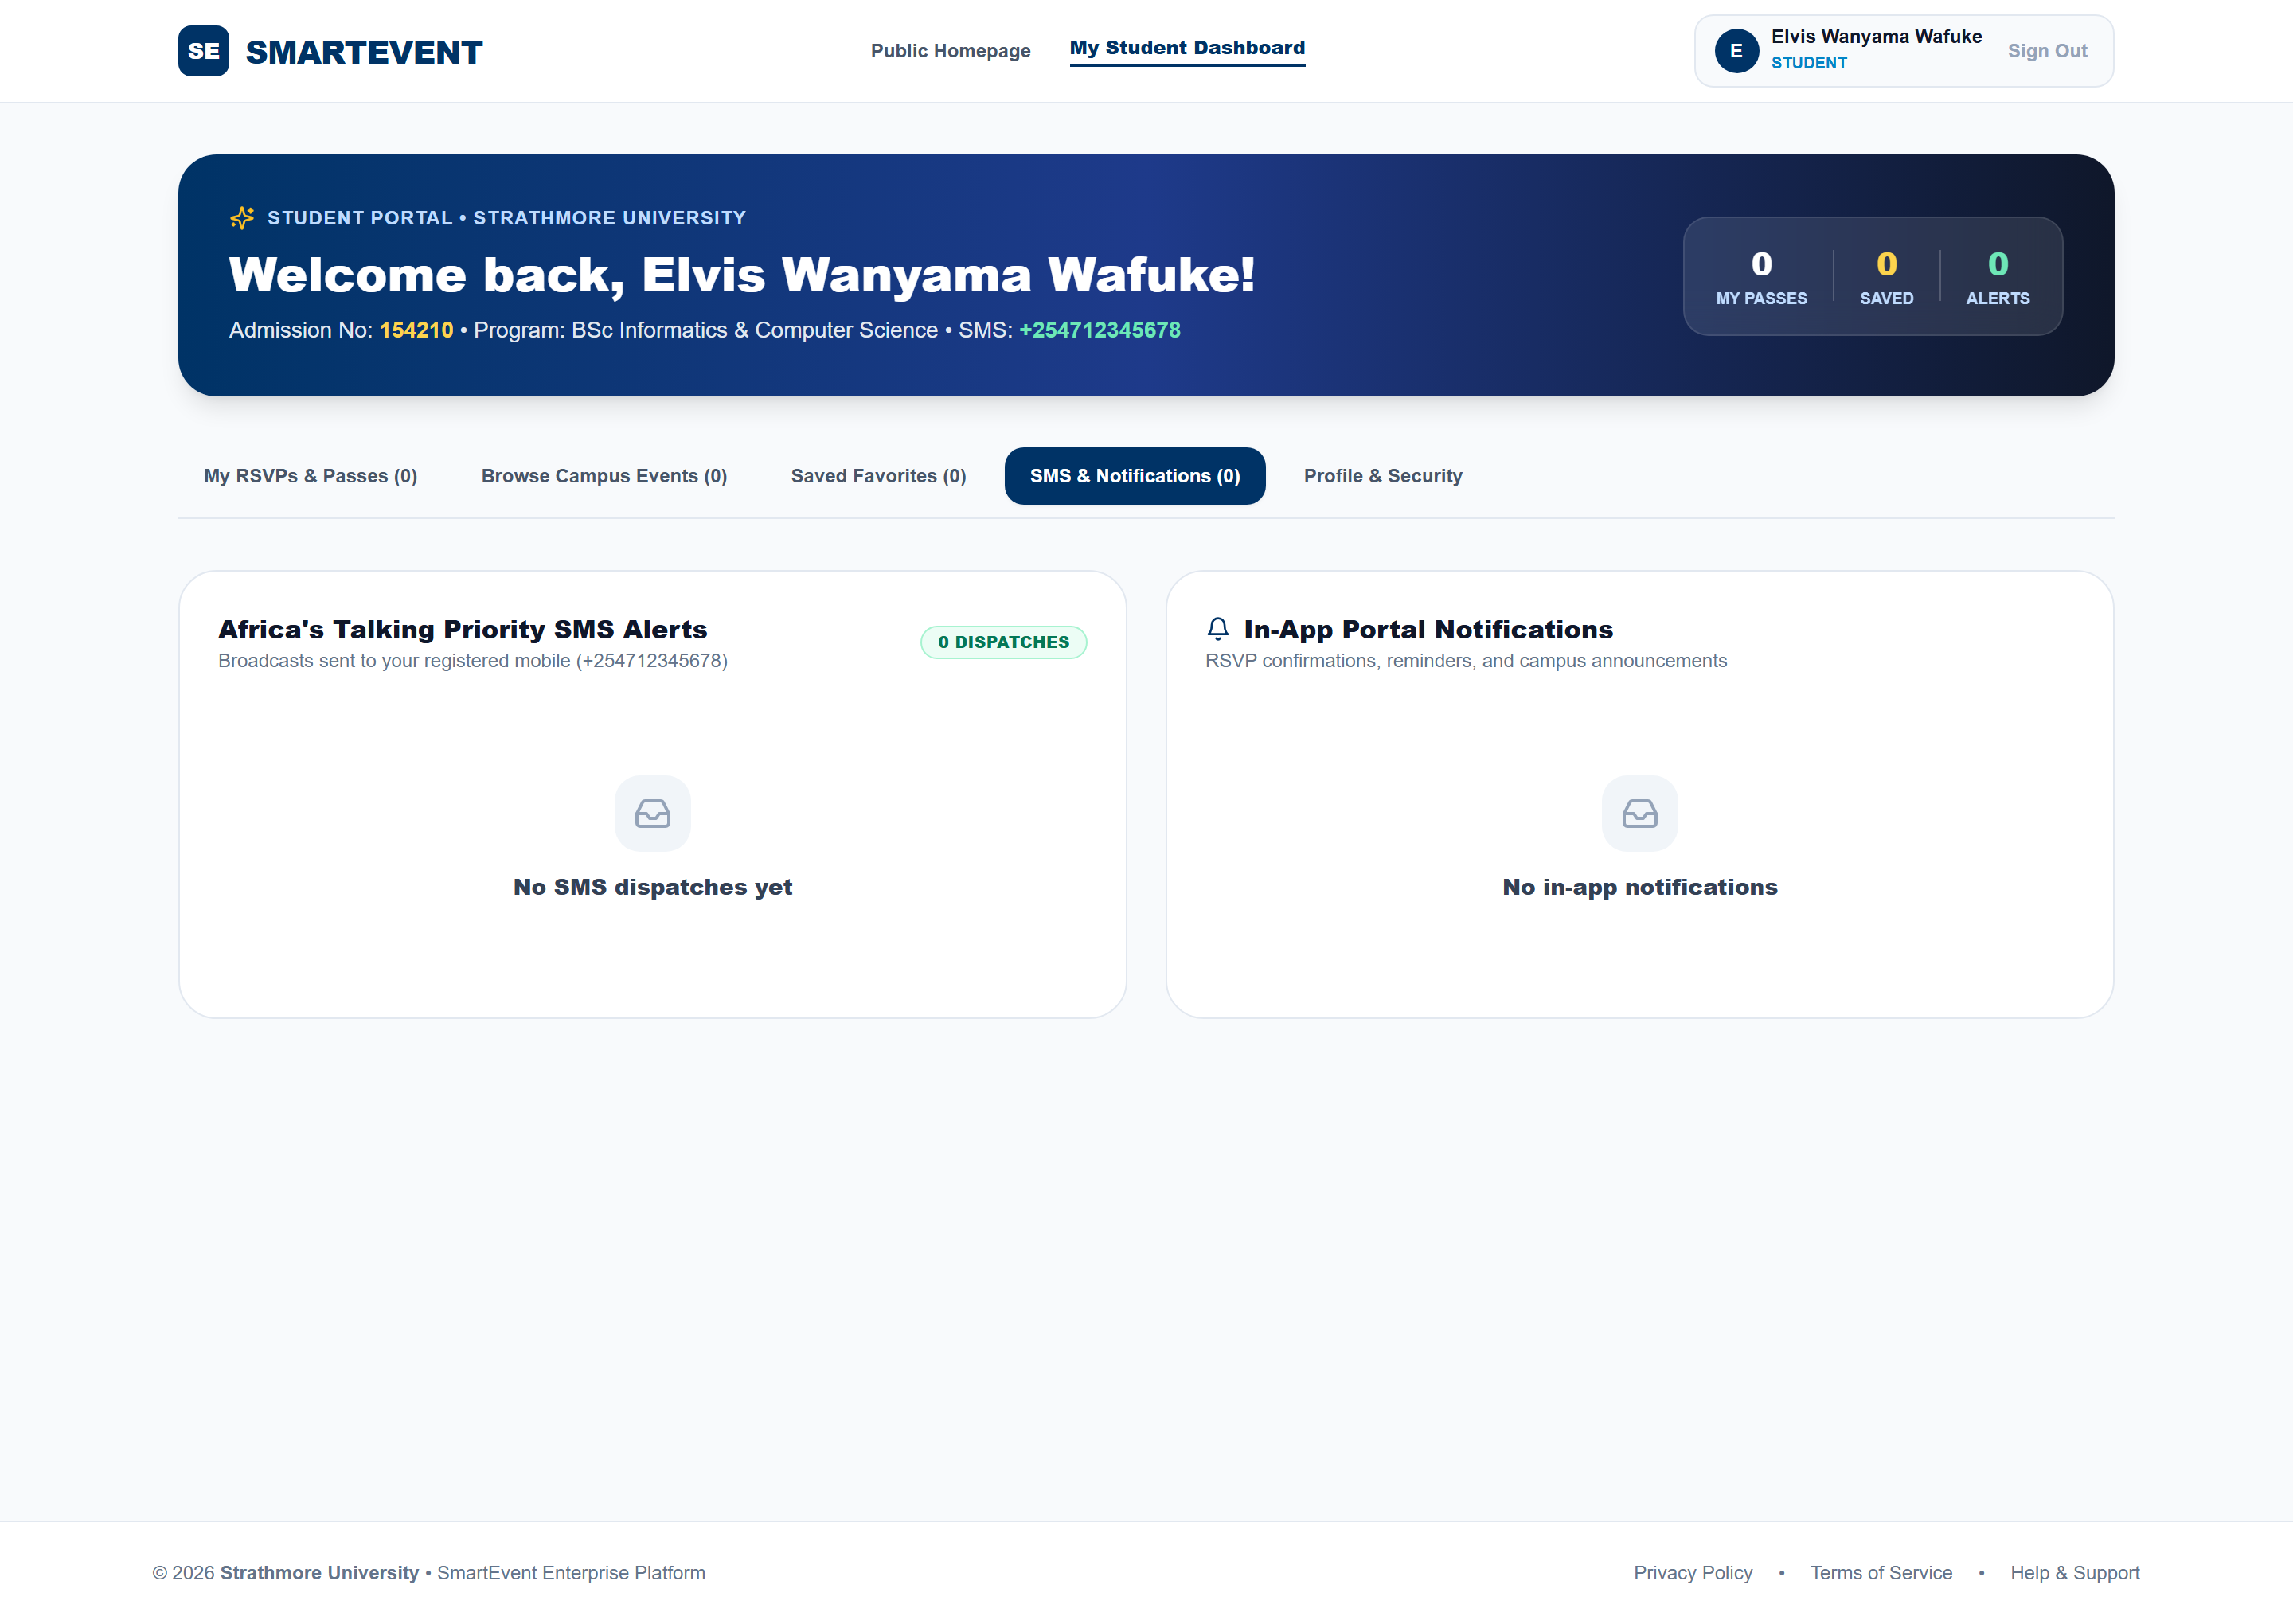 SE SMARTEVENT
Public Homepage
My Student Dashboard
E
Elvis Wanyama Wafuke
STUDENT
Sign Out
STUDENT PORTAL • STRATHMORE UNIVERSITY
Welcome back, Elvis Wanyama Wafuke!
Admission No: 154210 • Program: BSc Informatics & Computer Science • SMS: +254712345678
0
MY PASSES
0
SAVED
0
ALERTS
My RSVPs & Passes (0)
Browse Campus Events (0)
Saved Favorites (0)
SMS & Notifications (0)
Profile & Security
Africa's Talking Priority SMS Alerts
Broadcasts sent to your registered mobile (+254712345678)
0 DISPATCHES
No SMS dispatches yet
In-App Portal Notifications
RSVP confirmations, reminders, and campus announcements
No in-app notifications
© 2026 Strathmore University • SmartEvent Enterprise Platform
Privacy Policy • Terms of Service • Help & Support